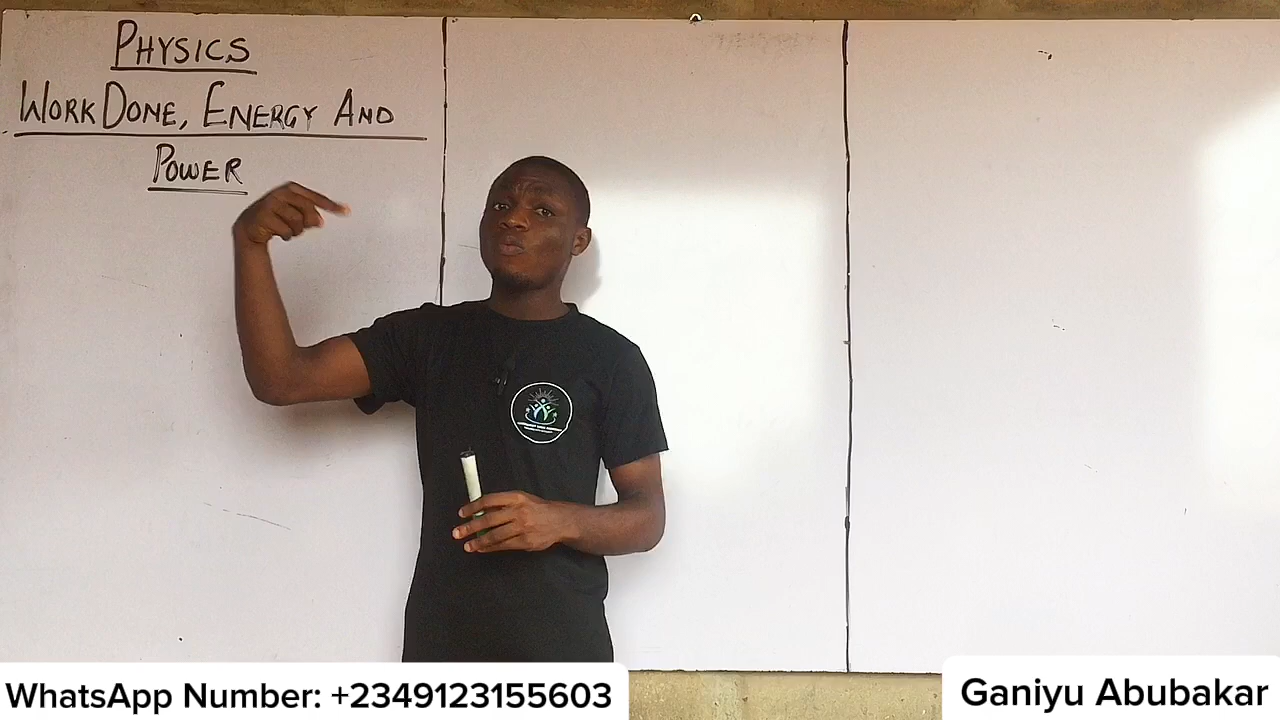 PHYSICS
WORK DONE, ENERGY AND
POWER
WhatsApp Number: +2349123155603
Ganiyu Abubakar